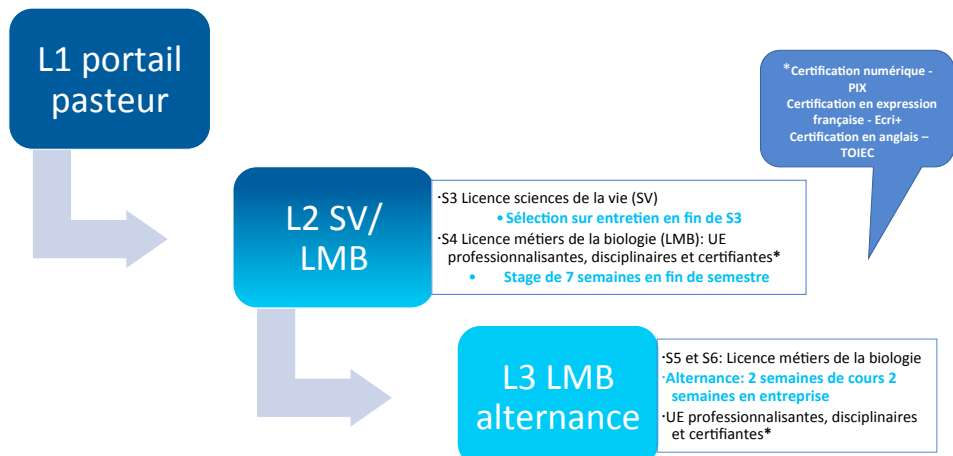 L1 portail
pasteur
*Certification numérique -
PIX
Certification en expression
française - Ecri+
Certification en anglais –
TOIEC
L2 SV/
LMB
·S3 Licence sciences de la vie (SV)
• Sélection sur entretien en fin de S3
·S4 Licence métiers de la biologie (LMB): UE
professionnalisantes, disciplinaires et certifiantes*
• Stage de 7 semaines en fin de semestre
L3 LMB
alternance
·S5 et S6: Licence métiers de la biologie
·Alternance: 2 semaines de cours 2
semaines en entreprise
·UE professionnalisantes, disciplinaires
et certifiantes*